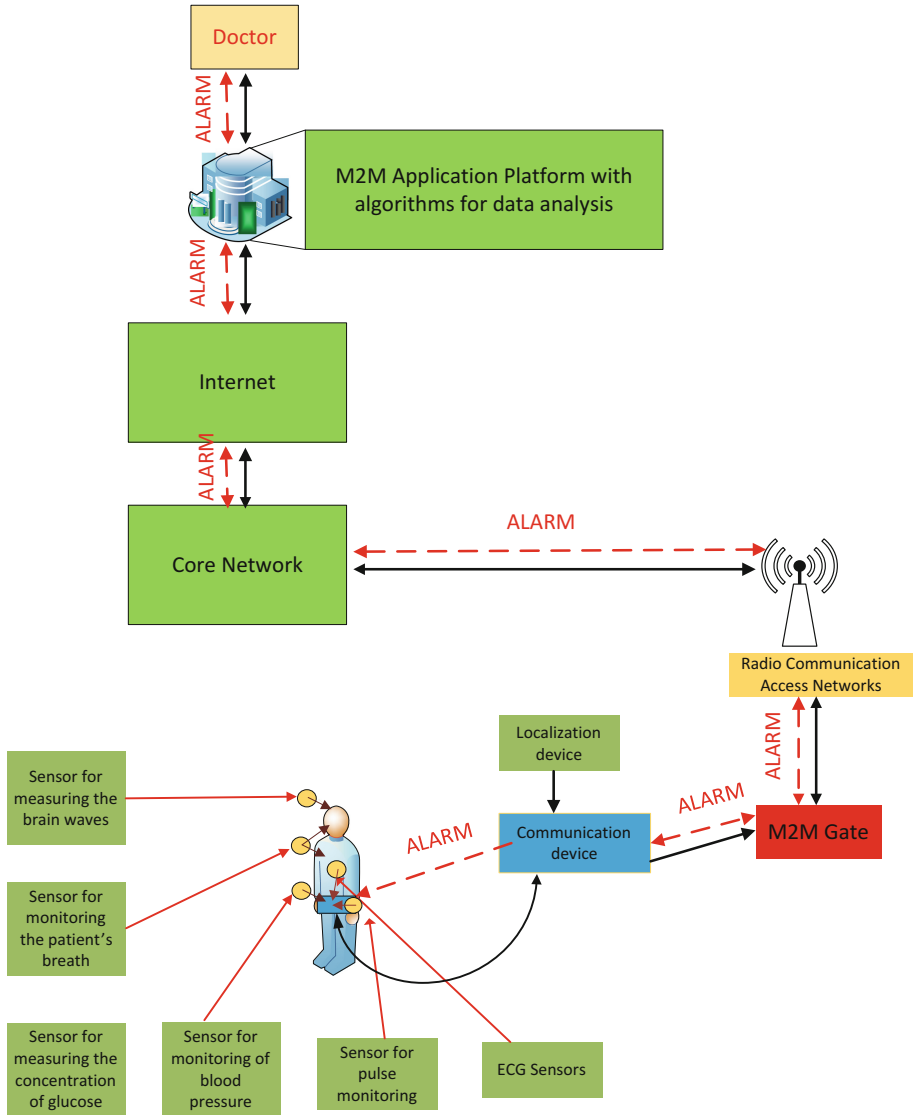 Doctor
ALARM
M2M Application Platform with
algorithms for data analysis
ALARM
Internet
ALARM
Core Network
ALARM
Radio Communication
Access Networks
ALARM
Localization
device
Sensor for
measuring the
brain waves
ALARM
Communication
device
ALARM
M2M Gate
Sensor for
monitoring
the patient's
breath
Sensor for
measuring the
concentration
of glucose
Sensor for
monitoring of
blood
pressure
Sensor for
pulse
monitoring
ECG Sensors